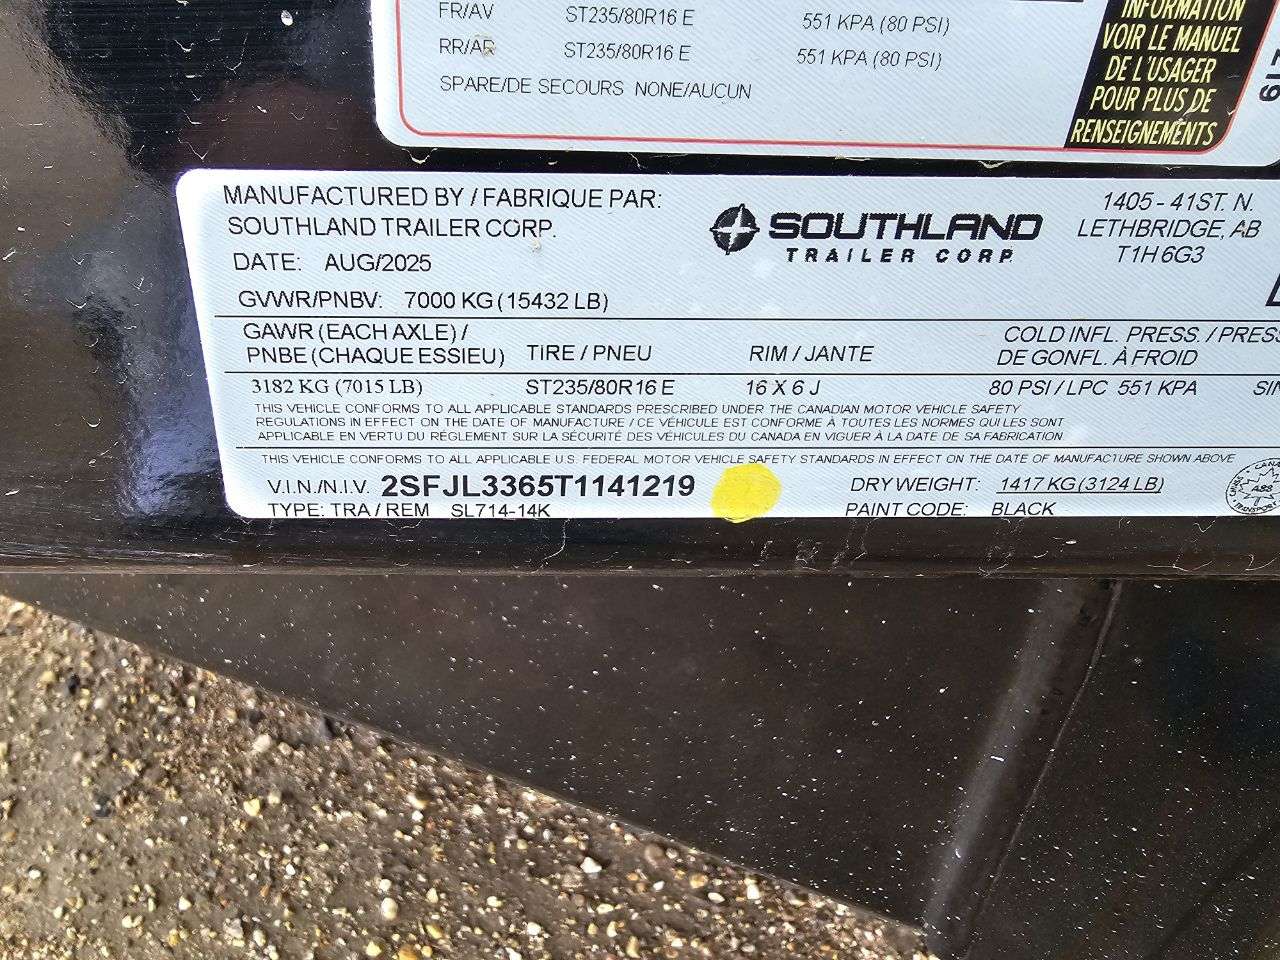 FR/AV ST235/80R16 E 551 KPA (80 PSI)
RR/AR ST235/80R16 E 551 KPA (80 PSI)
SPARE/DE SECOURS NONE/AUCUN
INFORMATION
VOIR LE MANUEL
DE L'USAGER
POUR PLUS DE
RENSEIGNEMENTS
MANUFACTURED BY / FABRIQUE PAR:
SOUTHLAND TRAILER CORP.
DATE: AUG/2025
GVWR/PNBV: 7000 KG (15432 LB)
SOUTHLAND
TRAILER CORP.
1405 - 41ST. N.
LETHBRIDGE, AB
T1H 6G3
GAWR (EACH AXLE) /
PNBE (CHAQUE ESSIEU) TIRE / PNEU RIM / JANTE
COLD INFL. PRESS. / PRESS
DE GONFL. À FROID
3182 KG (7015 LB) ST235/80R16 E 16 X 6 J 80 PSI / LPC 551 KPA SIN
THIS VEHICLE CONFORMS TO ALL APPLICABLE STANDARDS PRESCRIBED UNDER THE CANADIAN MOTOR VEHICLE SAFETY
REGULATIONS IN EFFECT ON THE DATE OF MANUFACTURE / CE VÉHICULE EST CONFORME À TOUTES LES NORMES QUI LES SONT
APPLICABLE EN VERTU DU RÉGLEMENT SUR LA SÉCURITÉ DES VÉHICULES DU CANADA EN VIGUER À LA DATE DE SA FABRICATION
THIS VEHICLE CONFORMS TO ALL APPLICABLE U.S. FEDERAL MOTOR VEHICLE SAFETY STANDARDS IN EFFECT ON THE DATE OF MANUFACTURE SHOWN ABOVE
V.I.N./N.I.V. 2SFJL3365T1141219 DRY WEIGHT: 1417 KG (3124 LB)
TYPE: TRA / REM SL714-14K PAINT CODE: BLACK